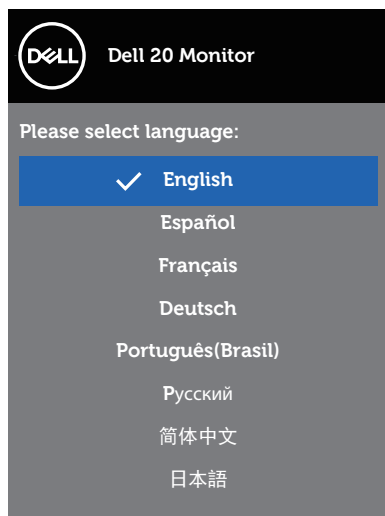 DELL
Dell 20 Monitor
Please select language:
English
Español
Français
Deutsch
Português(Brasil)
Русский
简体中文
日本語